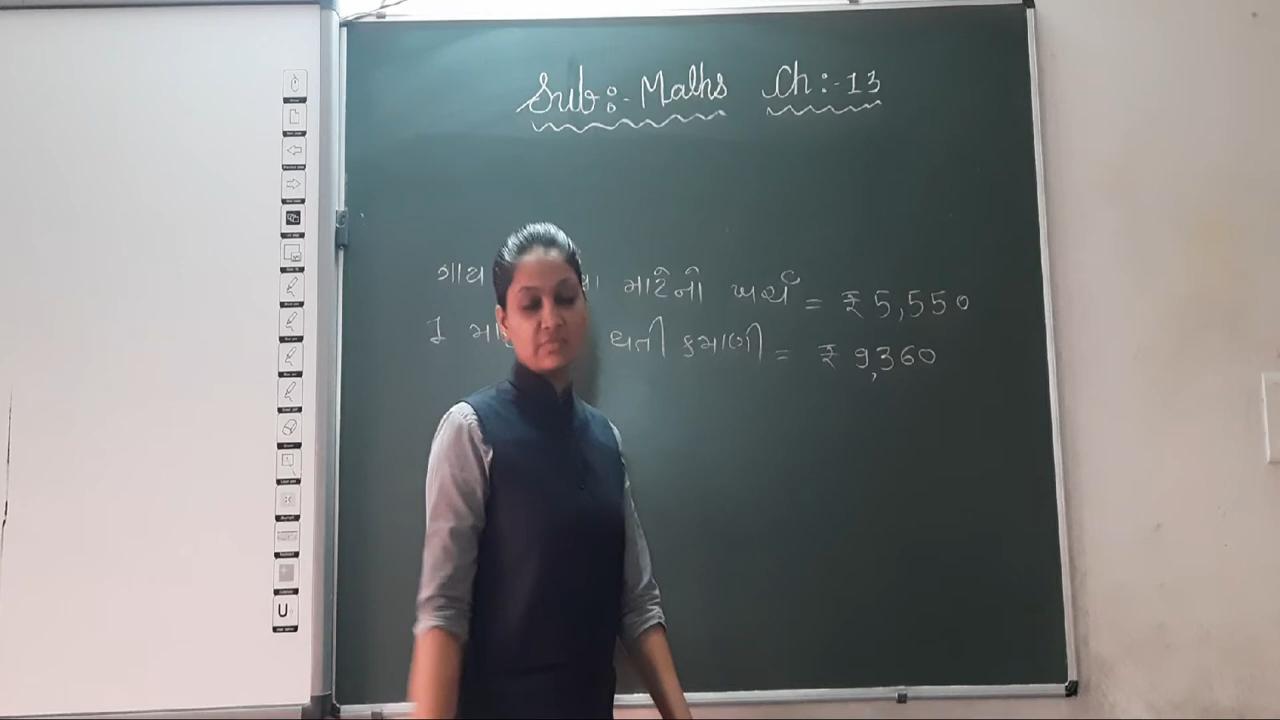 Sub:- Maths Ch:-13
ગાય માટેનો ખર્ચ = ₹ 5,550
1 થતી કમાણી = ₹ 9,360
U